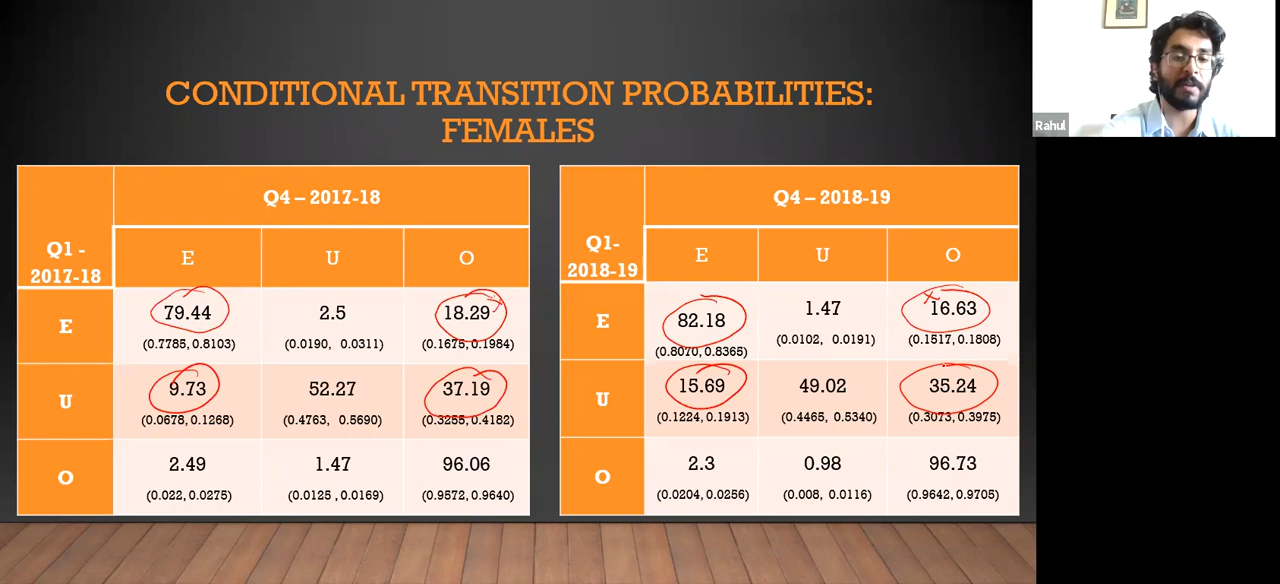 CONDITIONAL TRANSITION PROBABILITIES:
FEMALES
Rahul
Q1 -
2017-18
Q4 – 2017-18
E
U
O
E
79.44
2.5
18.29
(0.7785, 0.8103)
(0.0190, 0.0311)
(0.1675, 0.1984)
U
9.73
52.27
37.19
(0.0678, 0.1268)
(0.4763, 0.5690)
(0.3255, 0.4182)
O
2.49
1.47
96.06
(0.022, 0.0275)
(0.0125 , 0.0169)
(0.9572, 0.9640)
Q1-
2018-19
Q4 – 2018-19
E
U
O
E
82.18
1.47
16.63
(0.8070, 0.8365)
(0.0102, 0.0191)
(0.1517, 0.1808)
U
15.69
49.02
35.24
(0.1224, 0.1913)
(0.4465, 0.5340)
(0.3073, 0.3975)
O
2.3
0.98
96.73
(0.0204, 0.0256)
(0.008, 0.0116)
(0.9642, 0.9705)